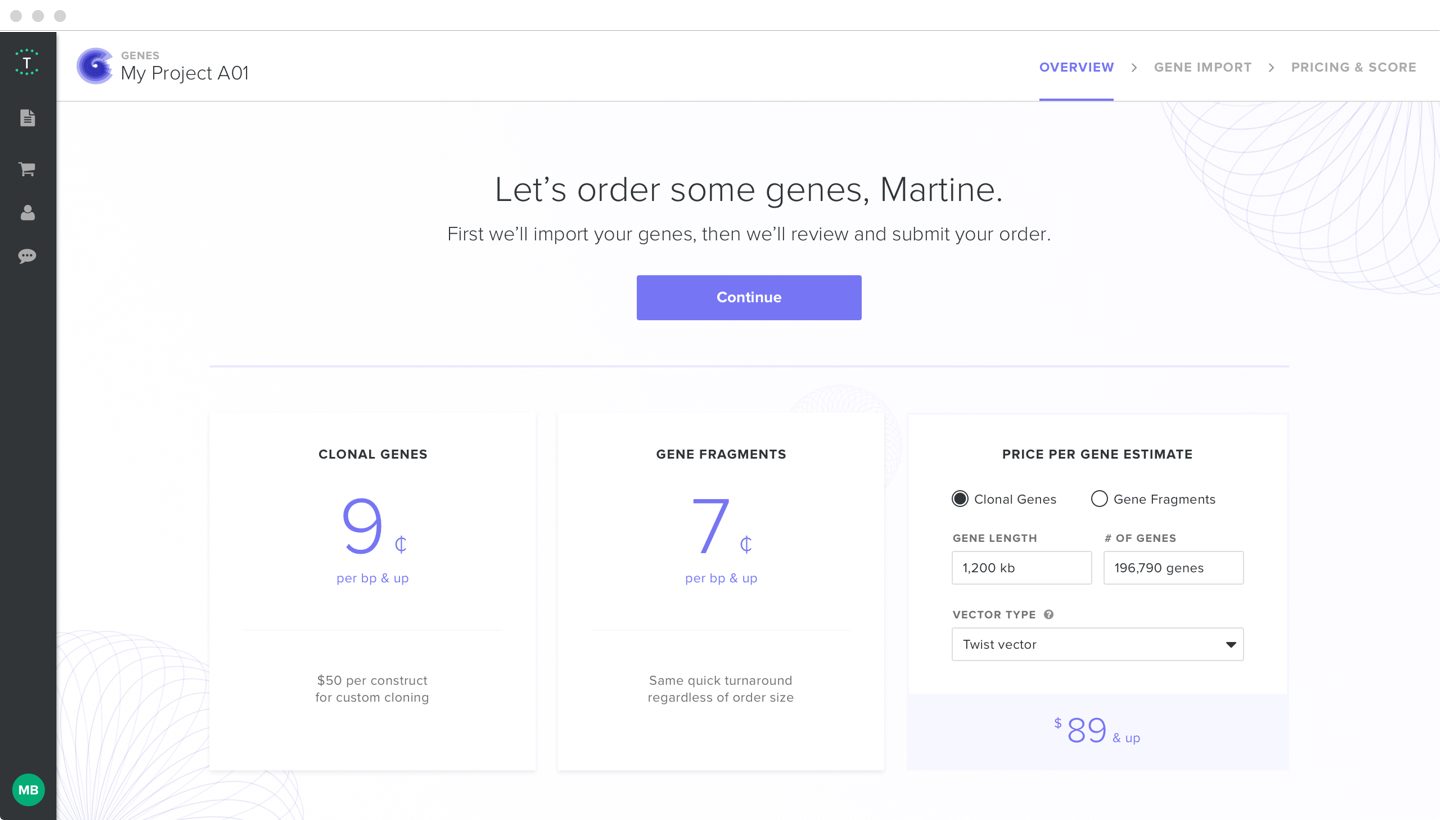 T
GENES
My Project A01
OVERVIEW > GENE IMPORT > PRICING & SCORE
Let’s order some genes, Martine.
First we’ll import your genes, then we’ll review and submit your order.
Continue
CLONAL GENES
9 ¢
per bp & up
$50 per construct
for custom cloning
GENE FRAGMENTS
7 ¢
per bp & up
Same quick turnaround
regardless of order size
PRICE PER GENE ESTIMATE
Clonal Genes Gene Fragments
GENE LENGTH # OF GENES
1,200 kb 196,790 genes
VECTOR TYPE ?
Twist vector
$ 89 & up
MB